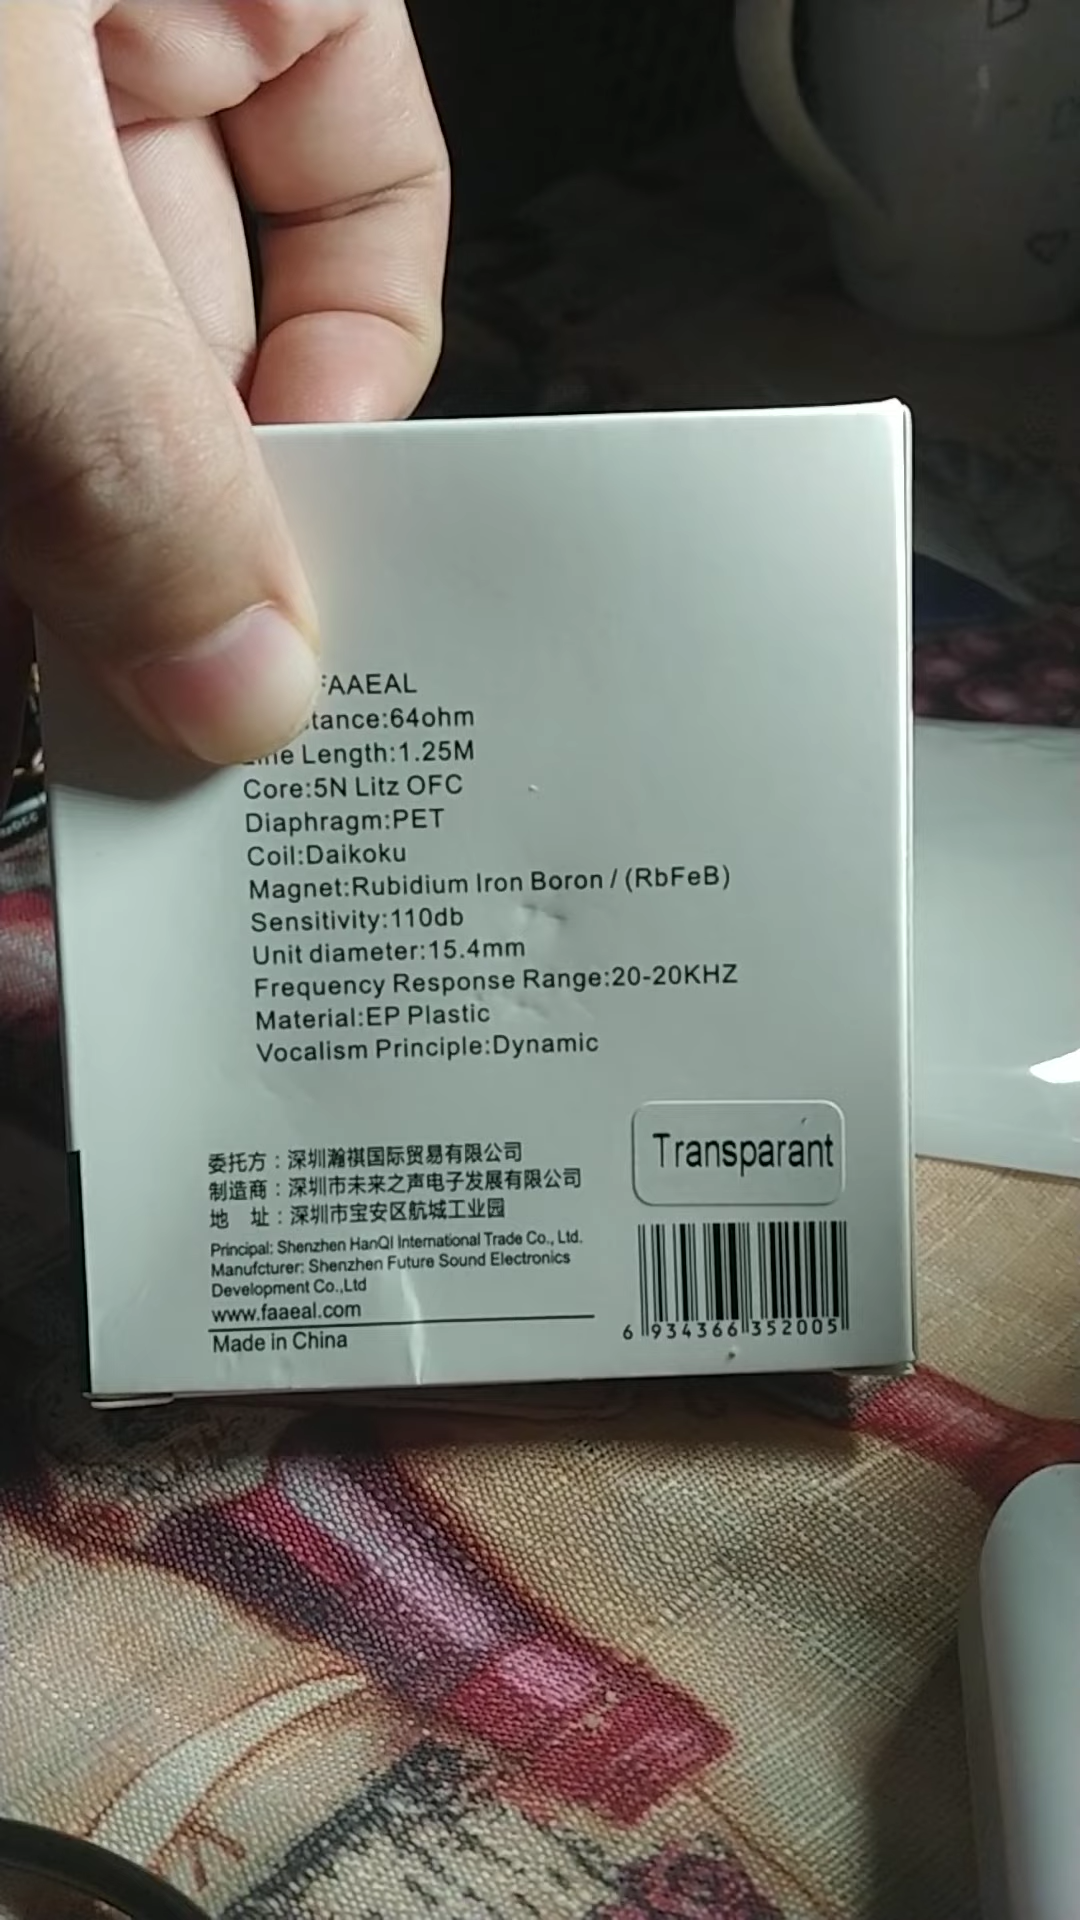 FAAEAL
tance:64ohm
Line Length:1.25M
Core:5N Litz OFC
Diaphragm:PET
Coil:Daikoku
Magnet:Rubidium Iron Boron / (RbFeB)
Sensitivity:110db
Unit diameter:15.4mm
Frequency Response Range:20-20KHZ
Material:EP Plastic
Vocalism Principle:Dynamic
Transparant
委托方：深圳瀚祺国际贸易有限公司
制造商：深圳市未来之声电子发展有限公司
地 址：深圳市宝安区航城工业园
Principal: Shenzhen HanQI International Trade Co., Ltd.
Manufcturer: Shenzhen Future Sound Electronics
Development Co.,Ltd
www.faaeal.com
Made in China
6 934366 352005